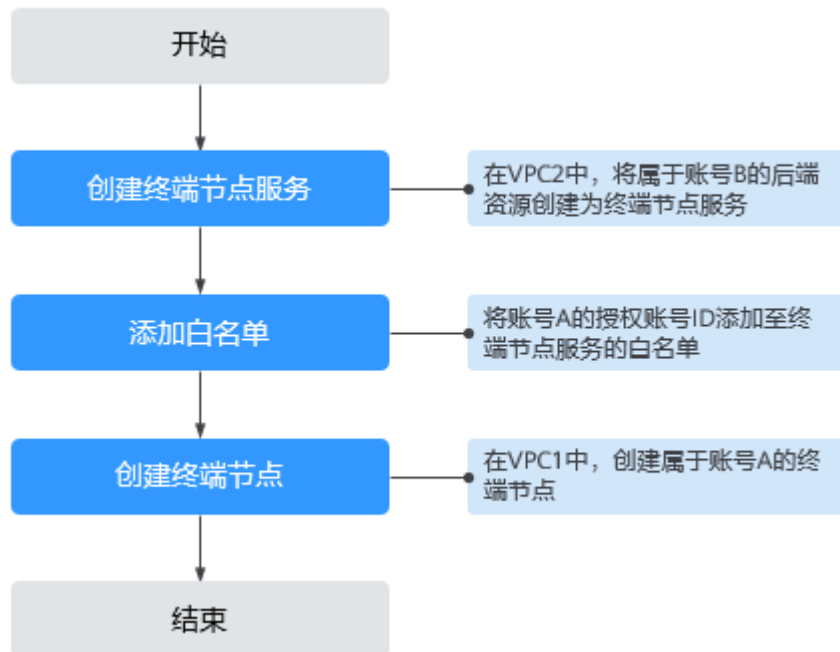 开始
创建终端节点服务
在VPC2中，将属于账号B的后端
资源创建为终端节点服务
添加白名单
将账号A的授权账号ID添加至终
端节点服务的白名单
创建终端节点
在VPC1中，创建属于账号A的终
端节点
结束